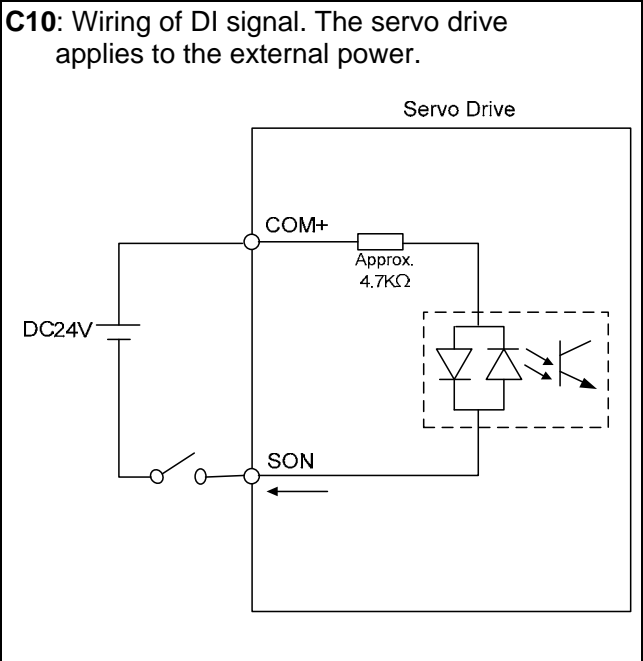 C10: Wiring of DI signal. The servo drive
applies to the external power.
Servo Drive
COM+
Approx.
4.7KΩ
DC24V
SON